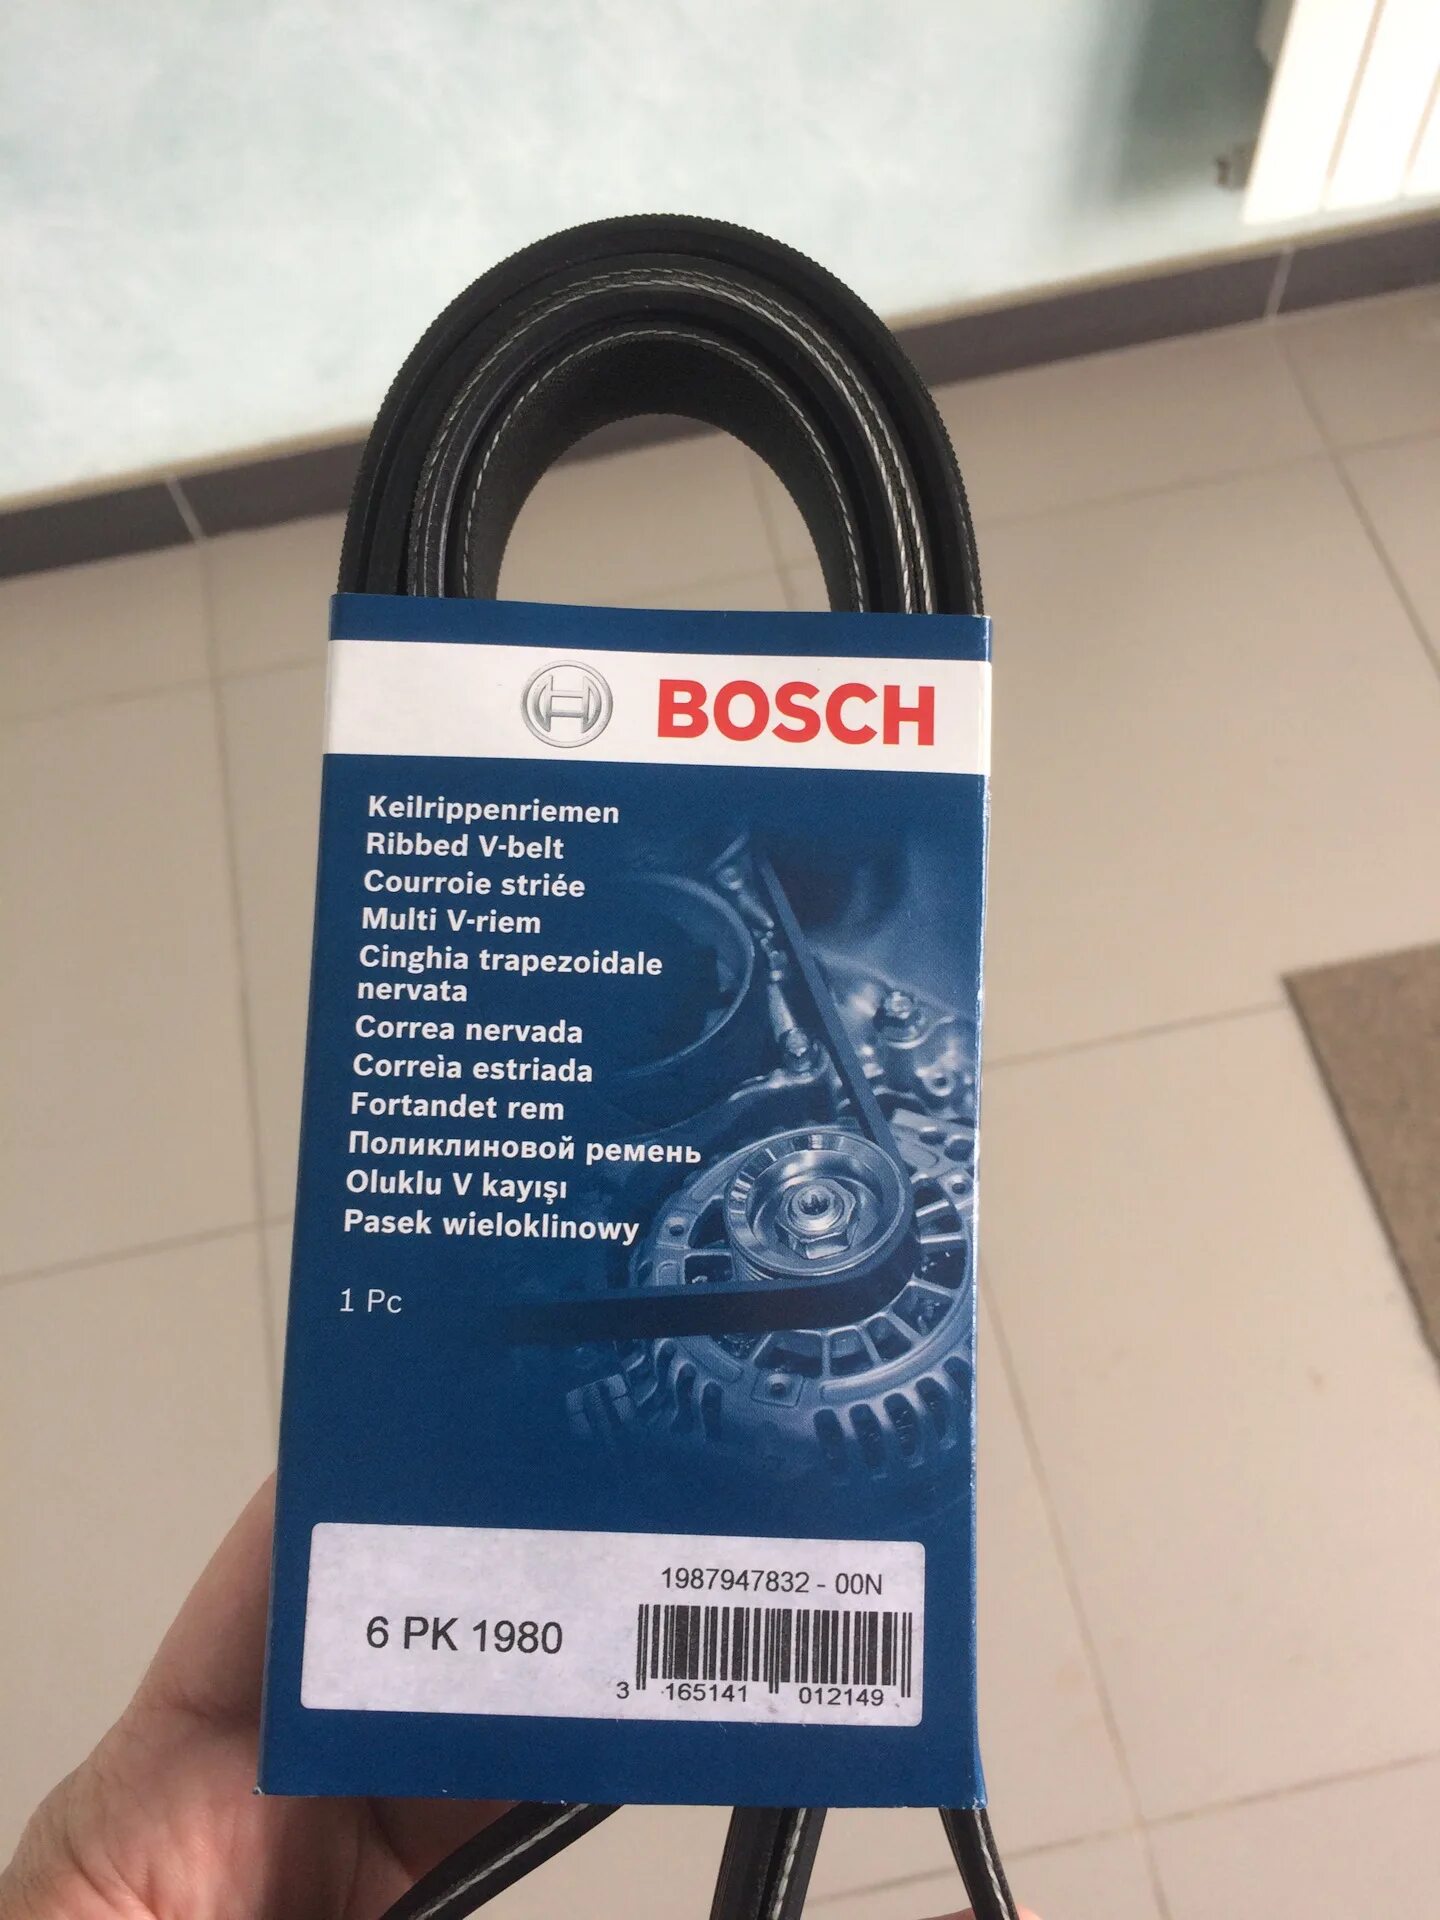 BOSCH
Keilrippenriemen
Ribbed V-belt
Courroie striée
Multi V-riem
Cinghia trapezoidale
nervata
Correa nervada
Correìa estriada
Fortandet rem
Поликлиновой ремень
Oluklu V kayışı
Pasek wieloklinowy
1 Pc
1987947832 - 00N
6 PK 1980
3 165141 012149